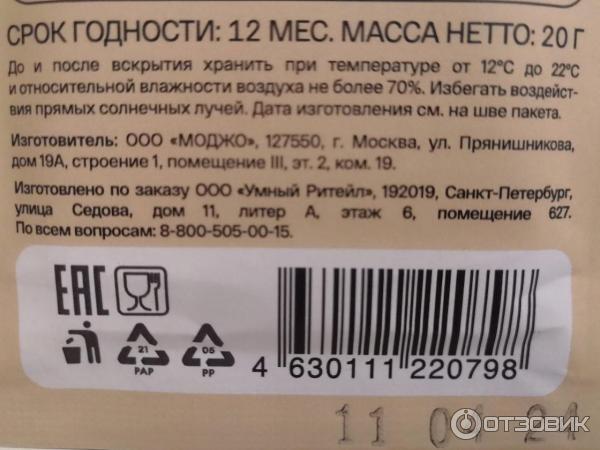 СРОК ГОДНОСТИ: 12 МЕС. МАССА НЕТТО: 20 Г
До и после вскрытия хранить при температуре от 12°С до 22°С
и относительной влажности воздуха не более 70%. Избегать воздейст-
вия прямых солнечных лучей. Дата изготовления см. на шве пакета.
Изготовитель: ООО «МОДЖО», 127550, г. Москва, ул. Прянишникова,
дом 19А, строение 1, помещение III, эт. 2, ком. 19.
Изготовлено по заказу ООО «Умный Ритейл», 192019, Санкт-Петербург,
улица Седова, дом 11, литер А, этаж 6, помещение 627.
По всем вопросам: 8-800-505-00-15.
EAC
21
PAP
05
PP
4 630111 220798
11 04 24
ОТЗОВИК